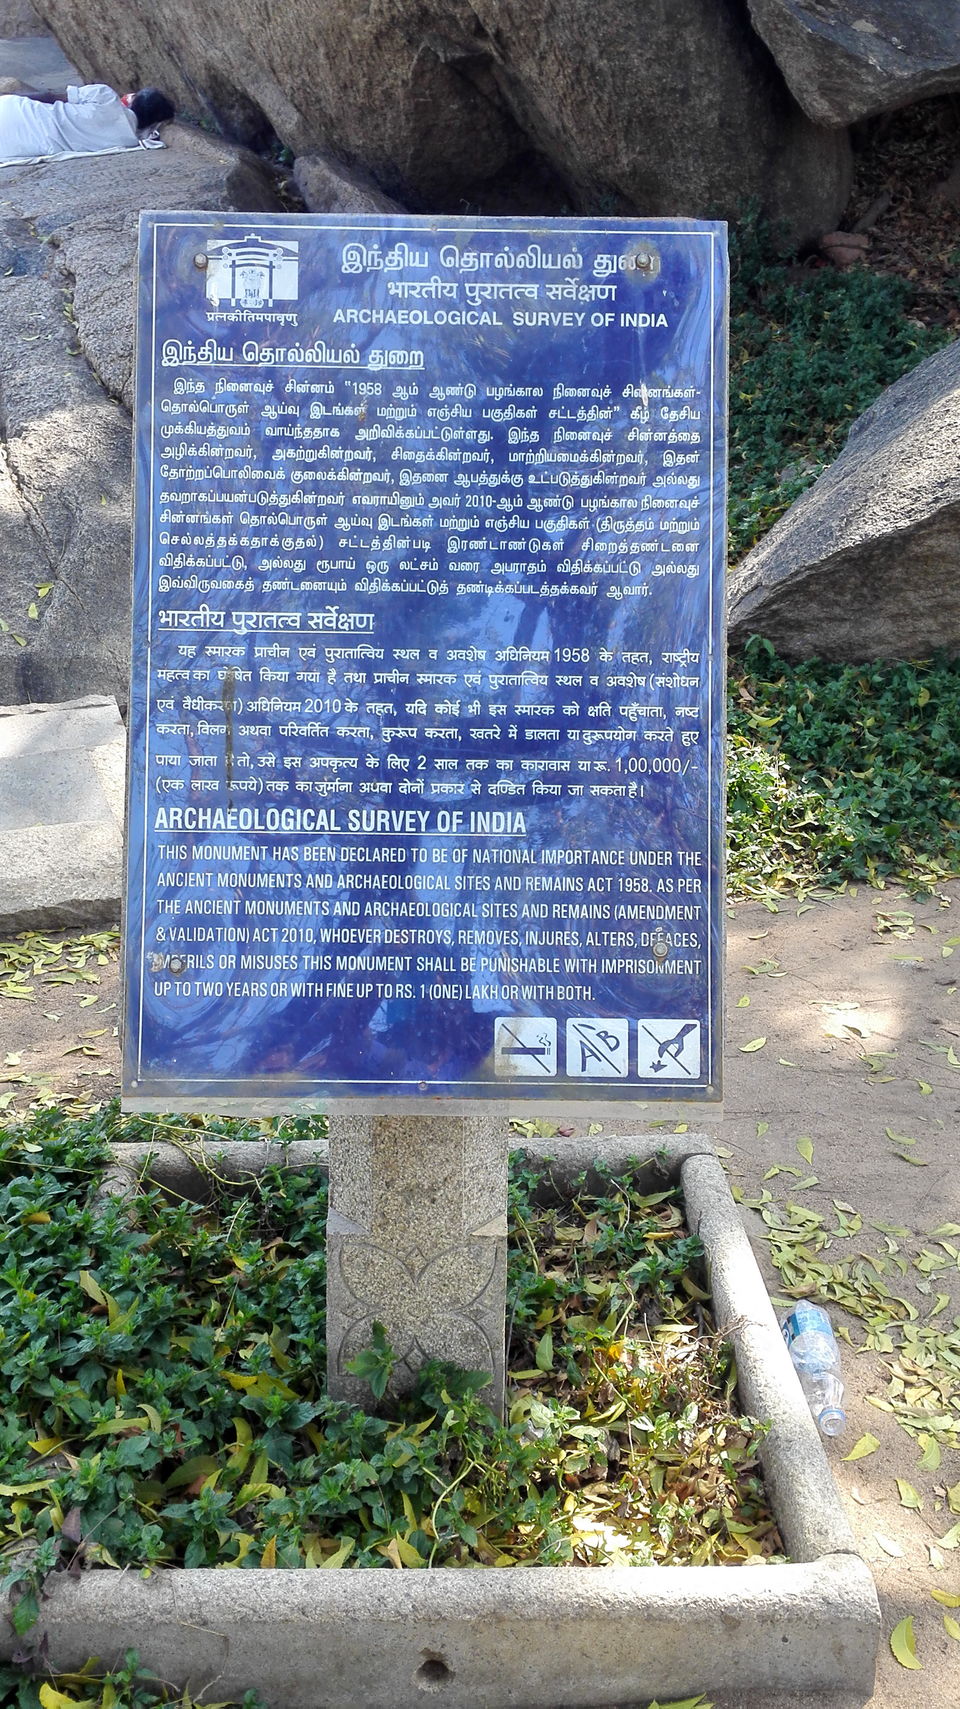 இந்திய தொல்லியல்
भारतीय पुरातत्व सर्वेक्षण
ARCHAEOLOGICAL SURVEY OF INDIA
प्रत्नकीर्तिमपावृणु
இந்திய தொல்லியல் துறை
இந்த நினைவுச் சின்னம் "1958 ஆம் ஆண்டு பழங்கால நினைவுச் சின்னங்கள்-
தொல்பொருள் ஆய்வு இடங்கள் மற்றும் எஞ்சிய பகுதிகள் சட்டத்தின்" கீழ் தேசிய
முக்கியத்துவம் வாய்ந்ததாக அறிவிக்கப்பட்டுள்ளது. இந்த நினைவுச் சின்னத்தை
அழிக்கின்றவர், அகற்றுகின்றவர், சிதைக்கின்றவர், மாற்றியமைக்கின்றவர், இதன்
தோற்றப்பொலிவைக் குலைக்கின்றவர், இதனை ஆபத்துக்கு உட்படுத்துகின்றவர் அல்லது
தவறாகப்பயன்படுத்துகின்றவர் எவராயினும் அவர் 2010-ஆம் ஆண்டு பழங்கால நினைவுச்
சின்னங்கள் தொல்பொருள் ஆய்வு இடங்கள் மற்றும் எஞ்சிய பகுதிகள் (திருத்தம் மற்றும்
செல்லத்தக்கதாக்குதல்) சட்டத்தின்படி இரண்டாண்டுகள் சிறைத்தண்டனை
விதிக்கப்பட்டு, அல்லது ரூபாய் ஒரு லட்சம் வரை அபராதம் விதிக்கப்பட்டு அல்லது
இவ்விருவகைத் தண்டனையும் விதிக்கப்பட்டுத் தண்டிக்கப்படத்தக்கவர் ஆவார்.
भारतीय पुरातत्व सर्वेक्षण
यह स्मारक प्राचीन एवं पुरातात्विय स्थल व अवशेष अधिनियम 1958 के तहत, राष्ट्रीय
महत्व का घोषित किया गया है तथा प्राचीन स्मारक एवं पुरातात्विय स्थल व अवशेष (संशोधन
एवं वैधीकरण) अधिनियम 2010 के तहत, यदि कोई भी इस स्मारक को क्षति पहुँचाता, नष्ट
करता, विलग अथवा परिवर्तित करता, कुरूप करता, खतरे में डालता या दुरूपयोग करते हुए
पाया जाता है तो, उसे इस अपकृत्य के लिए 2 साल तक का कारावास या रू. 1,00,000/-
(एक लाख रूपये) तक का जुर्माना अथवा दोनों प्रकार से दण्डित किया जा सकता है।
ARCHAEOLOGICAL SURVEY OF INDIA
THIS MONUMENT HAS BEEN DECLARED TO BE OF NATIONAL IMPORTANCE UNDER THE
ANCIENT MONUMENTS AND ARCHAEOLOGICAL SITES AND REMAINS ACT 1958. AS PER
THE ANCIENT MONUMENTS AND ARCHAEOLOGICAL SITES AND REMAINS (AMENDMENT
& VALIDATION) ACT 2010, WHOEVER DESTROYS, REMOVES, INJURES, ALTERS, DEFACES,
IMPERILS OR MISUSES THIS MONUMENT SHALL BE PUNISHABLE WITH IMPRISONMENT
UP TO TWO YEARS OR WITH FINE UP TO RS. 1 (ONE) LAKH OR WITH BOTH.
AB